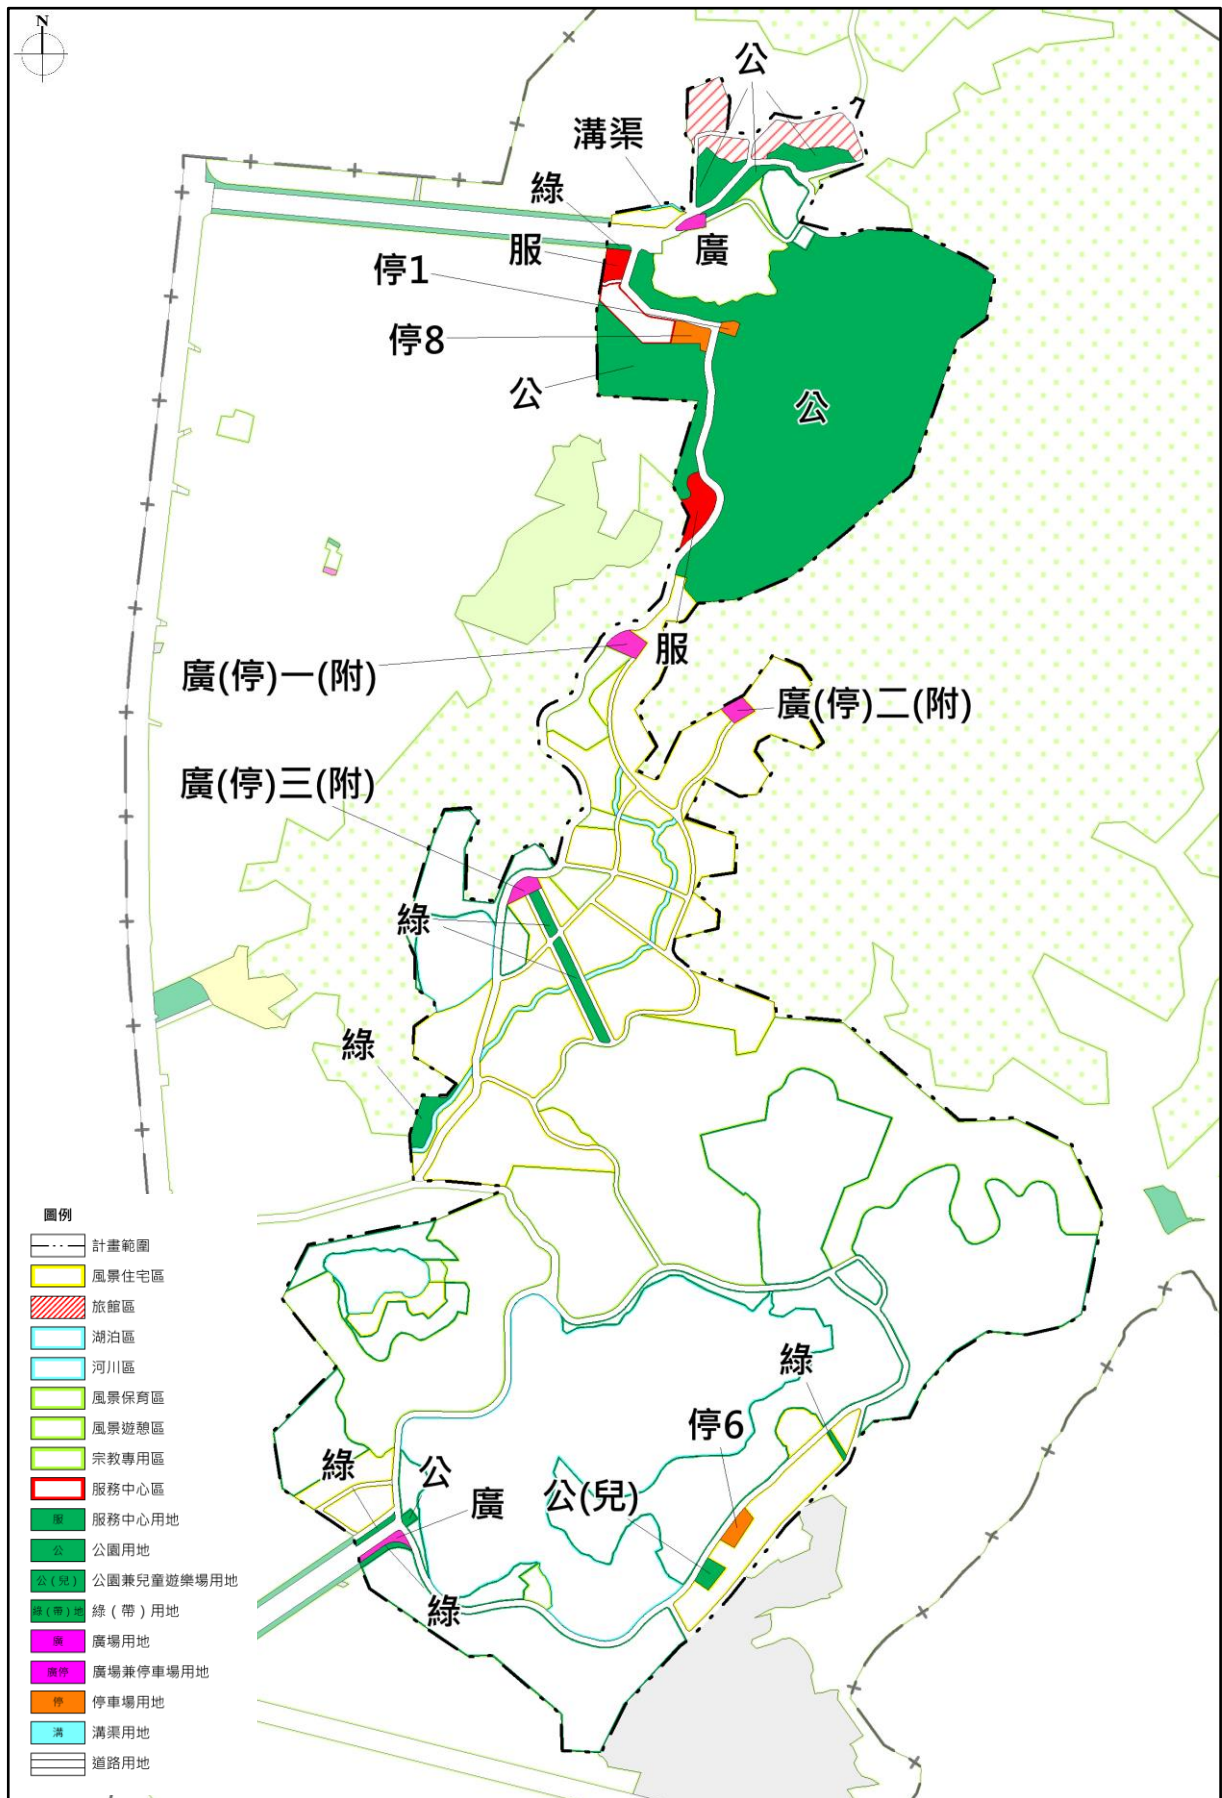 N
公
溝渠
綠
服
廣
停1
停8
公
公
服
廣(停)一(附)
廣(停)二(附)
廣(停)三(附)
綠
綠
綠
停6
綠
公
廣
公(兒)
綠
圖例
計畫範圍
風景住宅區
旅館區
湖泊區
河川區
風景保育區
風景遊憩區
宗教專用區
服務中心區
服 服務中心用地
公 公園用地
公(兒) 公園兼兒童遊樂場用地
綠(帶)地 綠(帶)用地
廣 廣場用地
廣停 廣場兼停車場用地
停 停車場用地
溝 溝渠用地
道路用地